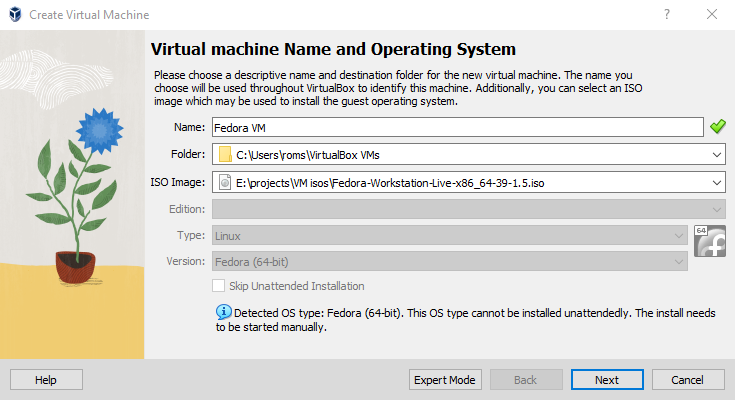 Create Virtual Machine
Virtual machine Name and Operating System
Please choose a descriptive name and destination folder for the new virtual machine. The name you
choose will be used throughout VirtualBox to identify this machine. Additionally, you can select an ISO
image which may be used to install the guest operating system.
Name: Fedora VM
Folder: C:\Users\roms\VirtualBox VMs
ISO Image: E:\projects\VM isos\Fedora-Workstation-Live-x86_64-39-1.5.iso
Edition:
Type: Linux
64
Version: Fedora (64-bit)
Skip Unattended Installation
Detected OS type: Fedora (64-bit). This OS type cannot be installed unattendedly. The install needs
to be started manually.
Help Expert Mode Back Next Cancel